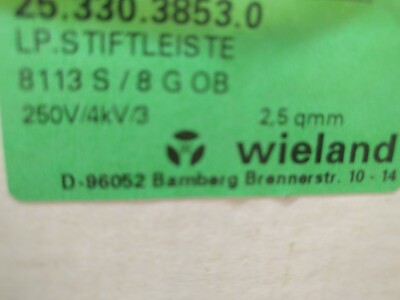 25.330.3853.0
LP.STIFTLEISTE
8113 S / 8 G OB
250V/4kV/3 2,5 qmm
wieland
D-96052 Bamberg Brennerstr. 10 - 14